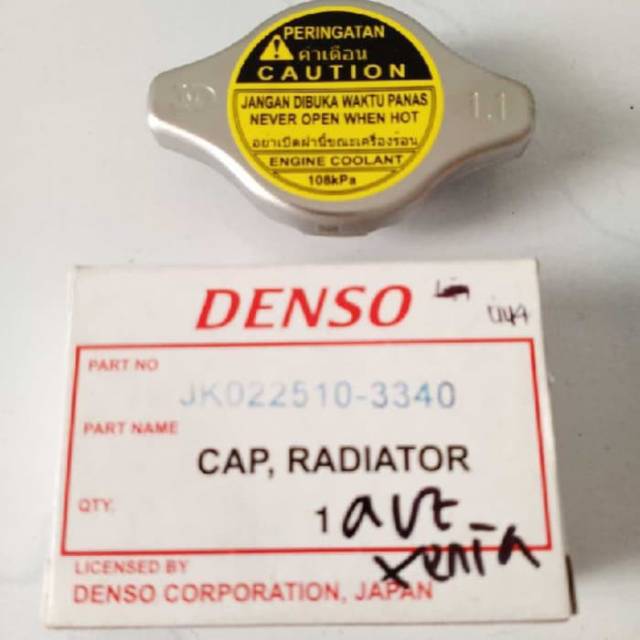 PERINGATAN
คำเตือน
CAUTION
JANGAN DIBUKA WAKTU PANAS
NEVER OPEN WHEN HOT
อย่าเปิดฝานี้ขณะเครื่องร้อน
ENGINE COOLANT
108kPa
1.1
DENSO
PART NO
JK022510-3340
PART NAME
CAP, RADIATOR
QTY.
1 avz
xenia
LICENSED BY
DENSO CORPORATION, JAPAN